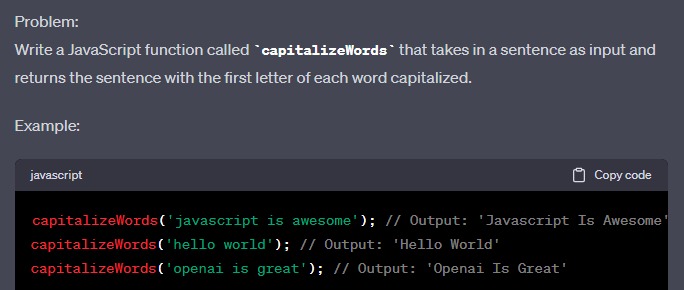 Problem:
Write a JavaScript function called `capitalizeWords` that takes in a sentence as input and
returns the sentence with the first letter of each word capitalized.
Example:
javascript
Copy code
capitalizeWords('javascript is awesome'); // Output: 'Javascript Is Awesome'
capitalizeWords('hello world'); // Output: 'Hello World'
capitalizeWords('openai is great'); // Output: 'Openai Is Great'